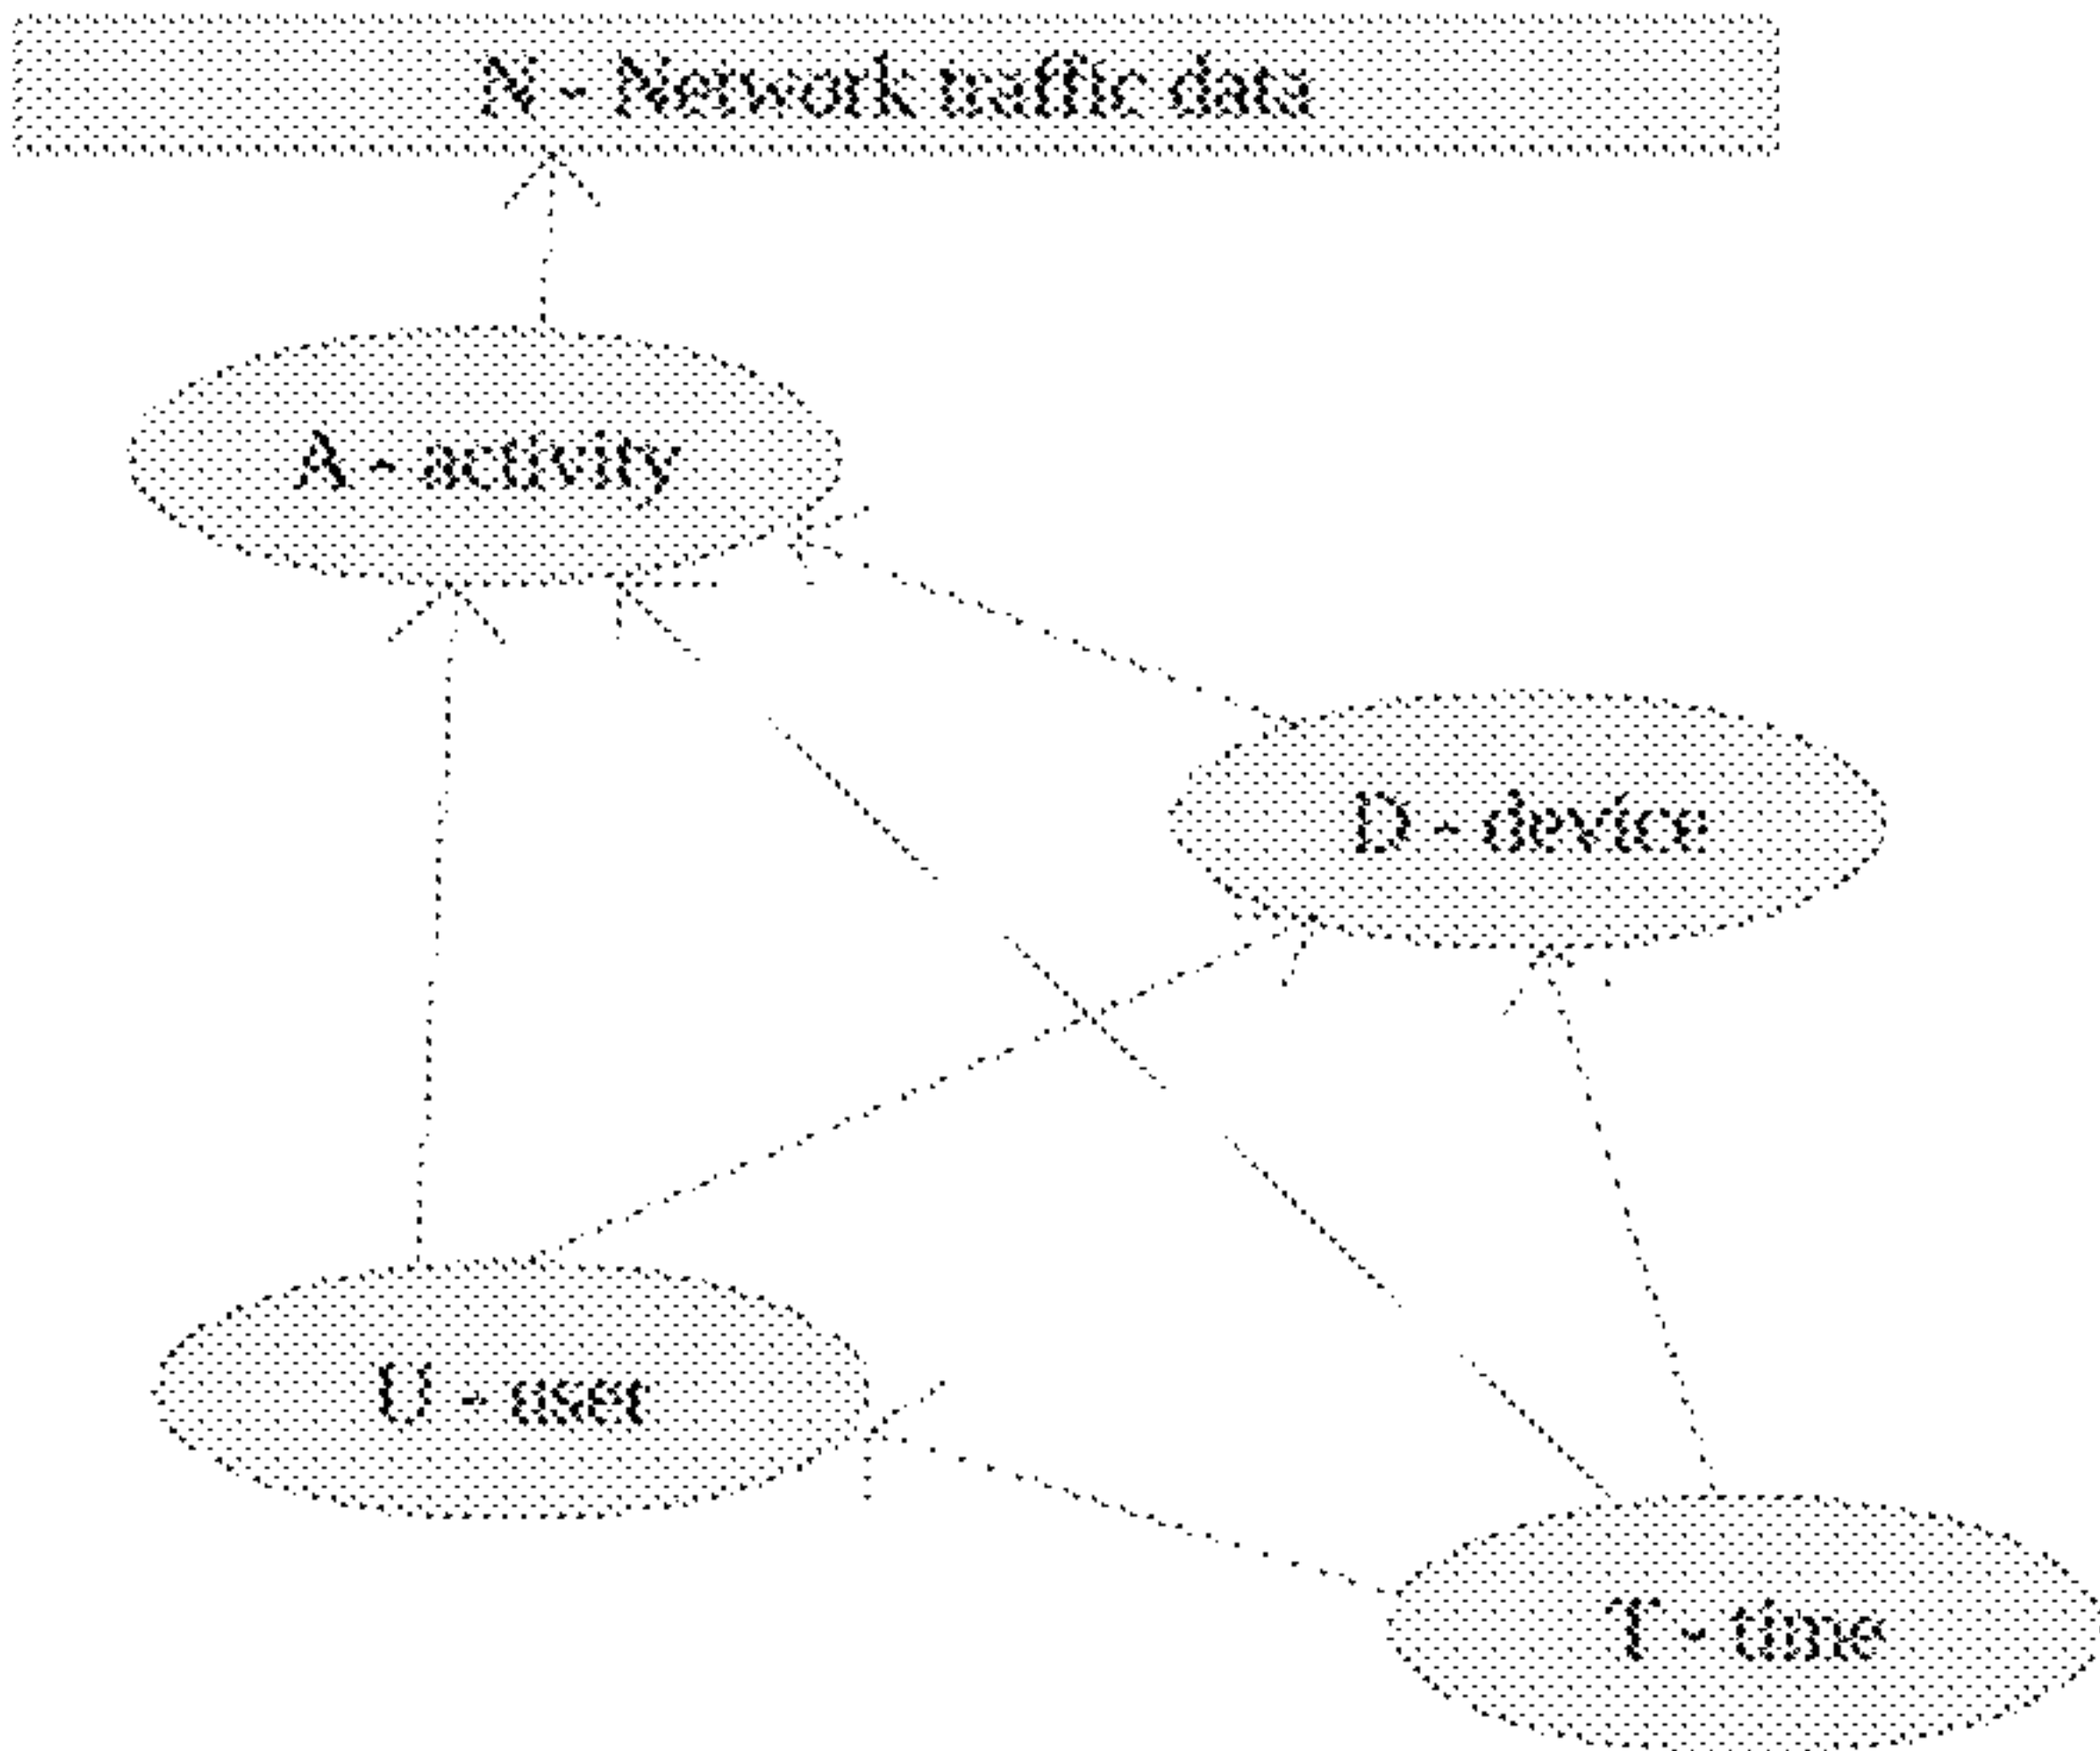 N - Network traffic data
A - activity
D - device
U - user
T - time